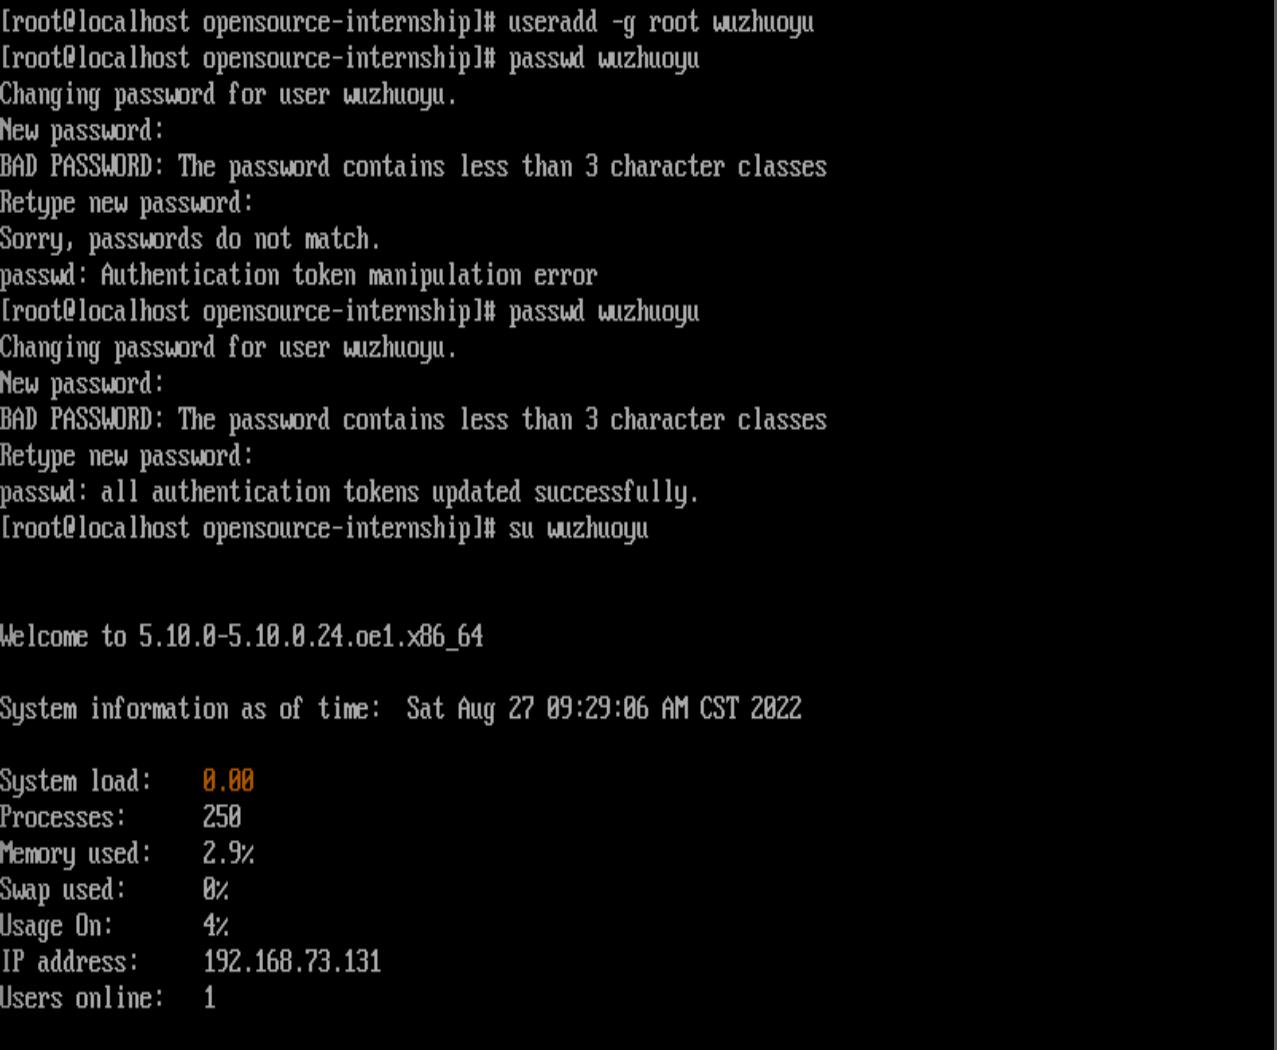 [root@localhost opensource-internship]# useradd -g root wuzhuoyu
[root@localhost opensource-internship]# passwd wuzhuoyu
Changing password for user wuzhuoyu.
New password:
BAD PASSWORD: The password contains less than 3 character classes
Retype new password:
Sorry, passwords do not match.
passwd: Authentication token manipulation error
[root@localhost opensource-internship]# passwd wuzhuoyu
Changing password for user wuzhuoyu.
New password:
BAD PASSWORD: The password contains less than 3 character classes
Retype new password:
passwd: all authentication tokens updated successfully.
[root@localhost opensource-internship]# su wuzhuoyu
Welcome to 5.10.0-5.10.0.24.oe1.x86_64
System information as of time:  Sat Aug 27 09:29:06 AM CST 2022
System load:    0.00
Processes:      250
Memory used:    2.9%
Swap used:      0%
Usage On:       4%
IP address:     192.168.73.131
Users online:   1